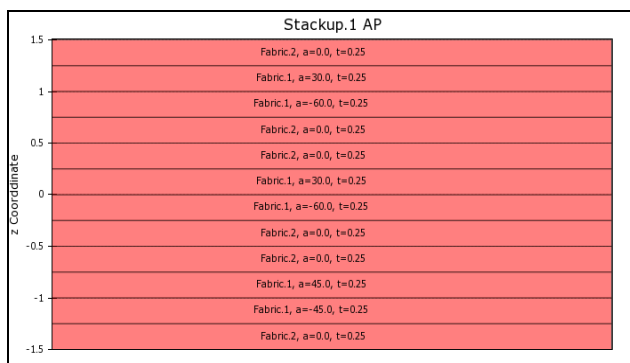 Stackup.1 AP
1.5
Fabric.2, a=0.0, t=0.25
Fabric.1, a=30.0, t=0.25
1
Fabric.1, a=-60.0, t=0.25
Fabric.2, a=0.0, t=0.25
0.5
Fabric.2, a=0.0, t=0.25
Fabric.1, a=30.0, t=0.25
0
Fabric.1, a=-60.0, t=0.25
Fabric.2, a=0.0, t=0.25
-0.5
Fabric.2, a=0.0, t=0.25
Fabric.1, a=45.0, t=0.25
-1
Fabric.1, a=-45.0, t=0.25
Fabric.2, a=0.0, t=0.25
-1.5
z Coorddinate